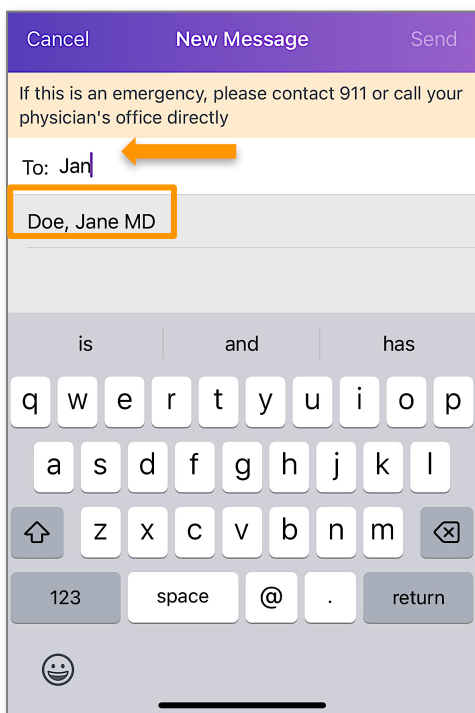 Cancel New Message Send
If this is an emergency, please contact 911 or call your
physician's office directly
To: Jan
Doe, Jane MD
is and has
q w e r t y u i o p
a s d f g h j k l
z x c v b n m
123 space @ . return